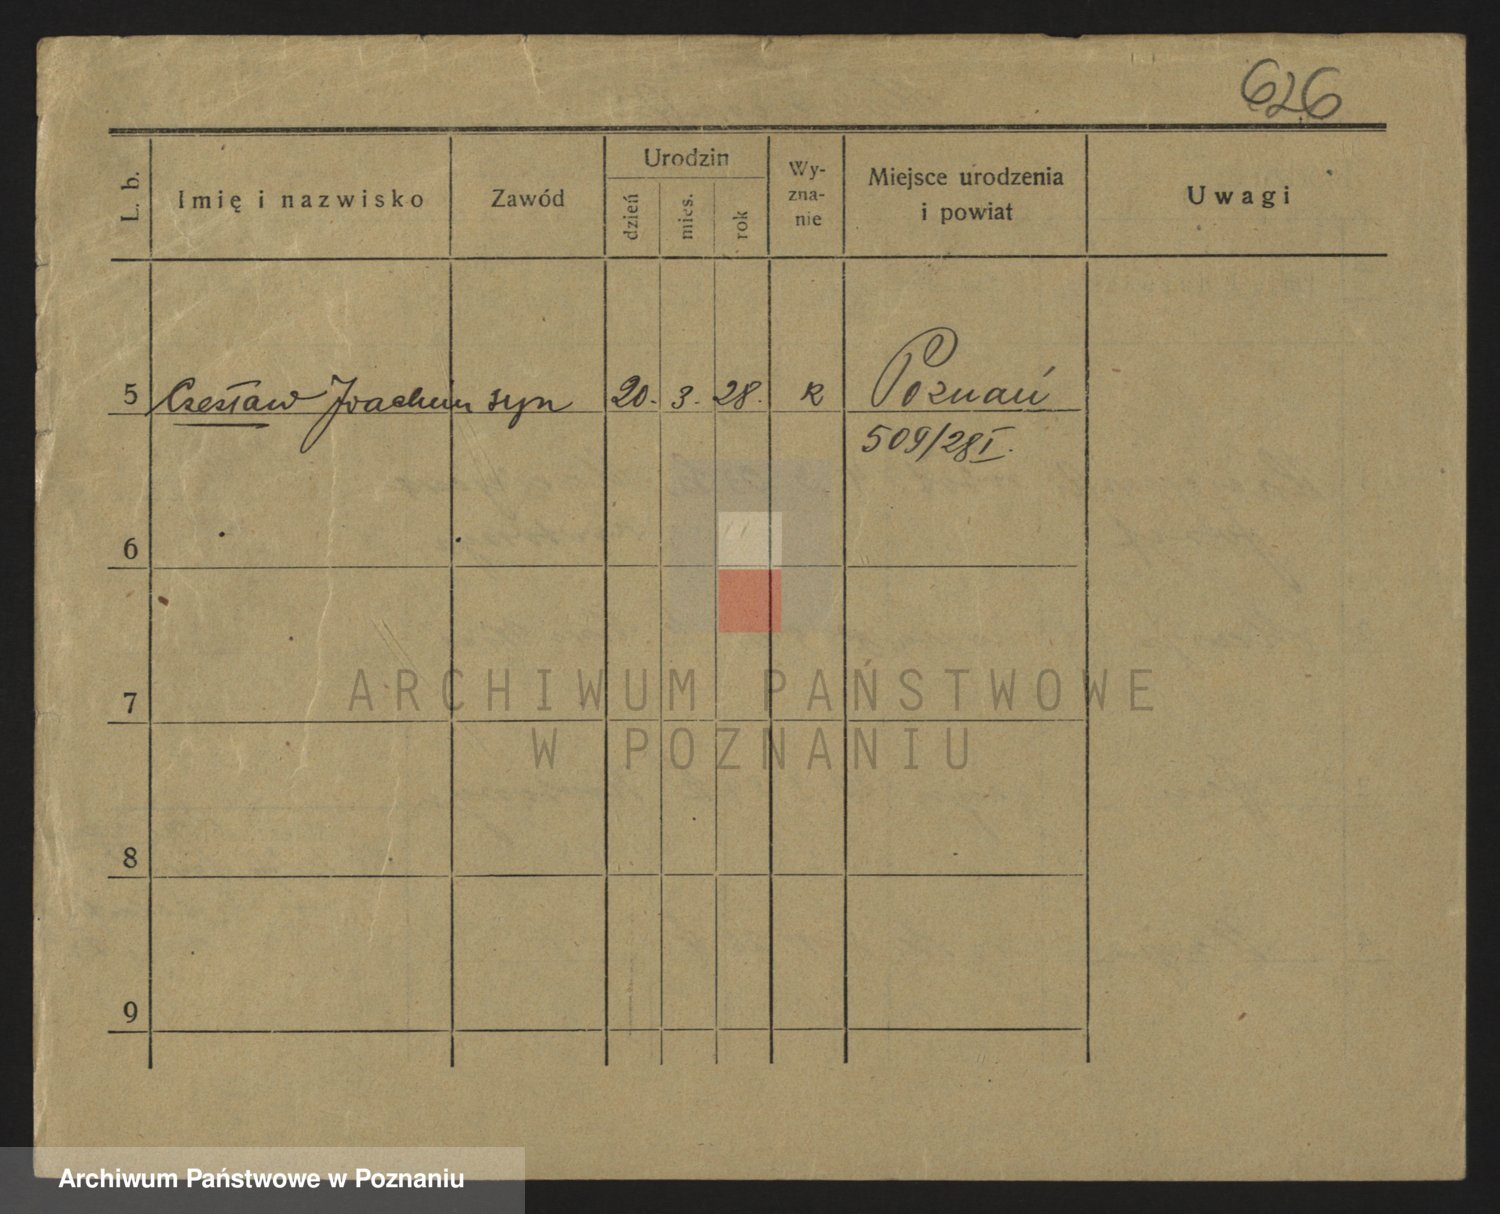 626
L. b.
Imię i nazwisko
Zawód
Urodzin
dzień
mies.
rok
Wy-
zna-
nie
Miejsce urodzenia
i powiat
Uwagi
5 Czesław Joachim syn 20. 3. 28. R Poznań
509/28 I.
6
7
8
9
ARCHIWUM PAŃSTWOWE
W POZNANIU
Archiwum Państwowe w Poznaniu